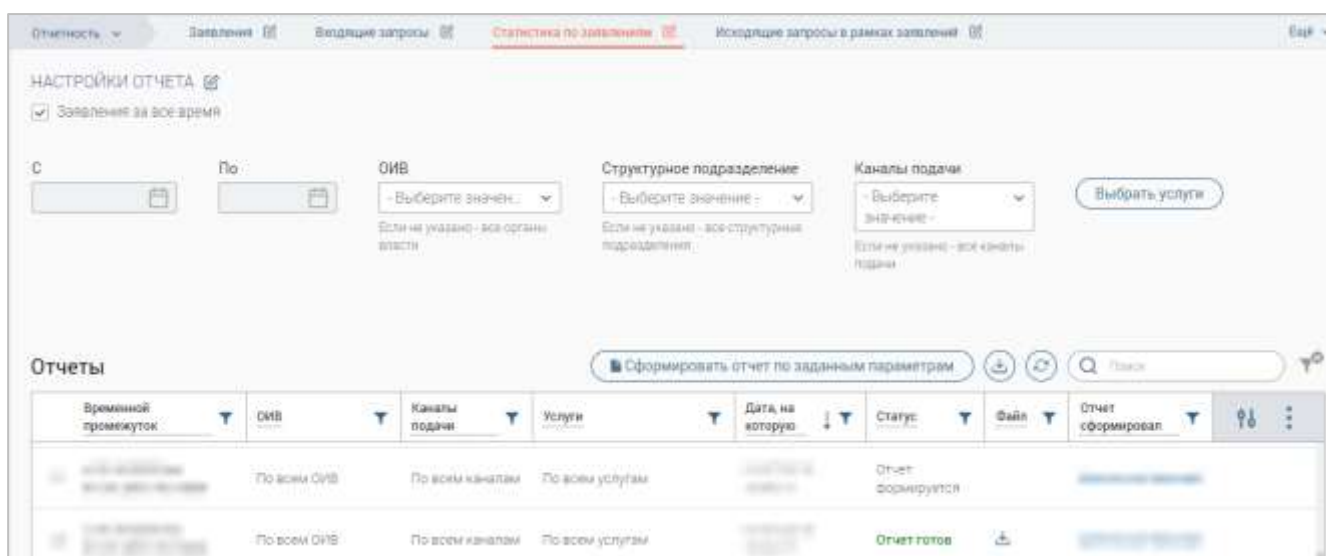 Отчетность Заявления Входящие запросы Статистика по заявлениям Исходящие запросы в рамках заявлений Ещё
НАСТРОЙКИ ОТЧЕТА
Заявления за все время
С По ОИВ Структурное подразделение Каналы подачи
- Выберите значен... - Выберите значение - - Выберите Выбрать услуги
значение -
Если не указано - все органы Если не указано - все структурные
власти подразделения
Если не указано - все каналы
подачи
Отчеты Сформировать отчет по заданным параметрам Поиск
Временной ОИВ Каналы Услуги Дата, на Статус Файл Отчет
промежуток подачи которую сформировал
По всем ОИВ По всем каналам По всем услугам Отчет
формируется
По всем ОИВ По всем каналам По всем услугам Отчет готов